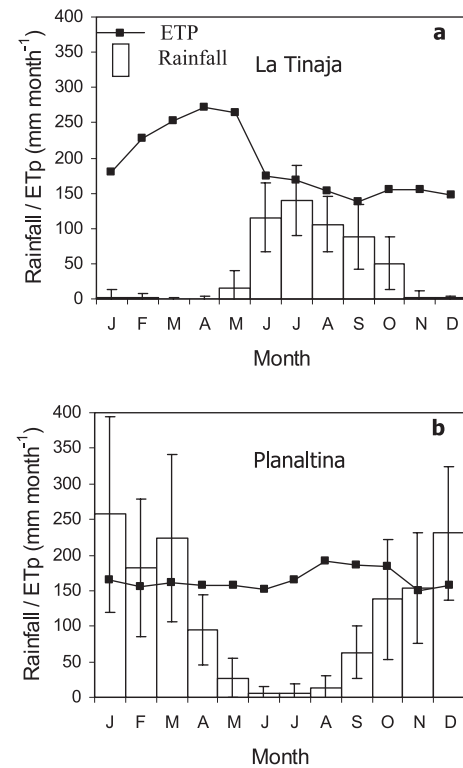 a
ETP
Rainfall
La Tinaja
Rainfall / ETp (mm month⁻¹)
400
350
300
250
200
150
100
50
0
J F M A M J J A S O N D
Month
b
Planaltina
Rainfall / ETp (mm month⁻¹)
400
350
300
250
200
150
100
50
0
J F M A M J J A S O N D
Month